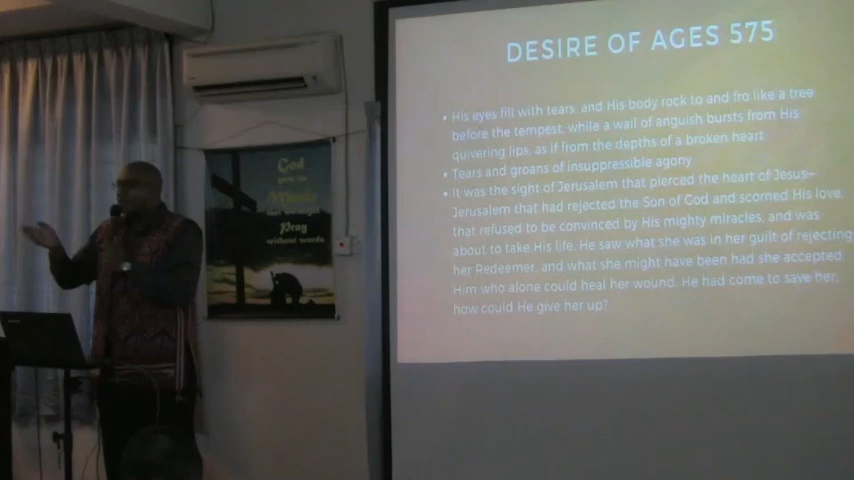 DESIRE OF AGES 575
• His eyes fill with tears, and His body rock to and fro like a tree
before the tempest, while a wail of anguish bursts from His
quivering lips, as if from the depths of a broken heart
• Tears and groans of insuppressible agony
• It was the sight of Jerusalem that pierced the heart of Jesus—
Jerusalem that had rejected the Son of God and scorned His love,
that refused to be convinced by His mighty miracles, and was
about to take His life. He saw what she was in her guilt of rejecting
her Redeemer, and what she might have been had she accepted
Him who alone could heal her wound. He had come to save her;
how could He give her up?
God
gave us
Music
that we might
Pray
without words